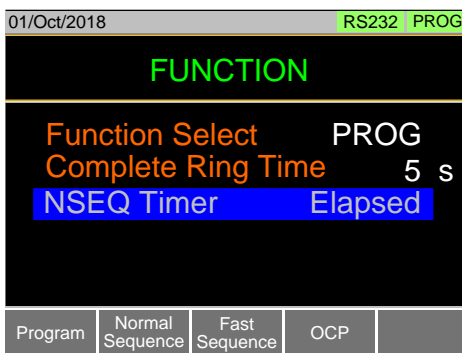 01/Oct/2018 RS232 PROG
FUNCTION
Function Select PROG
Complete Ring Time 5 s
NSEQ Timer Elapsed
Program Normal Sequence Fast Sequence OCP